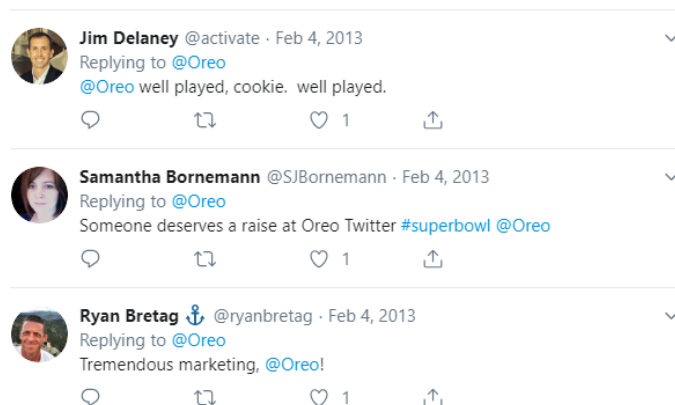 Jim Delaney @activate · Feb 4, 2013
Replying to @Oreo
@Oreo well played, cookie.  well played.
1
Samantha Bornemann @SJBornemann · Feb 4, 2013
Replying to @Oreo
Someone deserves a raise at Oreo Twitter #superbowl @Oreo
1
Ryan Bretag ⚓ @ryanbretag · Feb 4, 2013
Replying to @Oreo
Tremendous marketing, @Oreo!
1